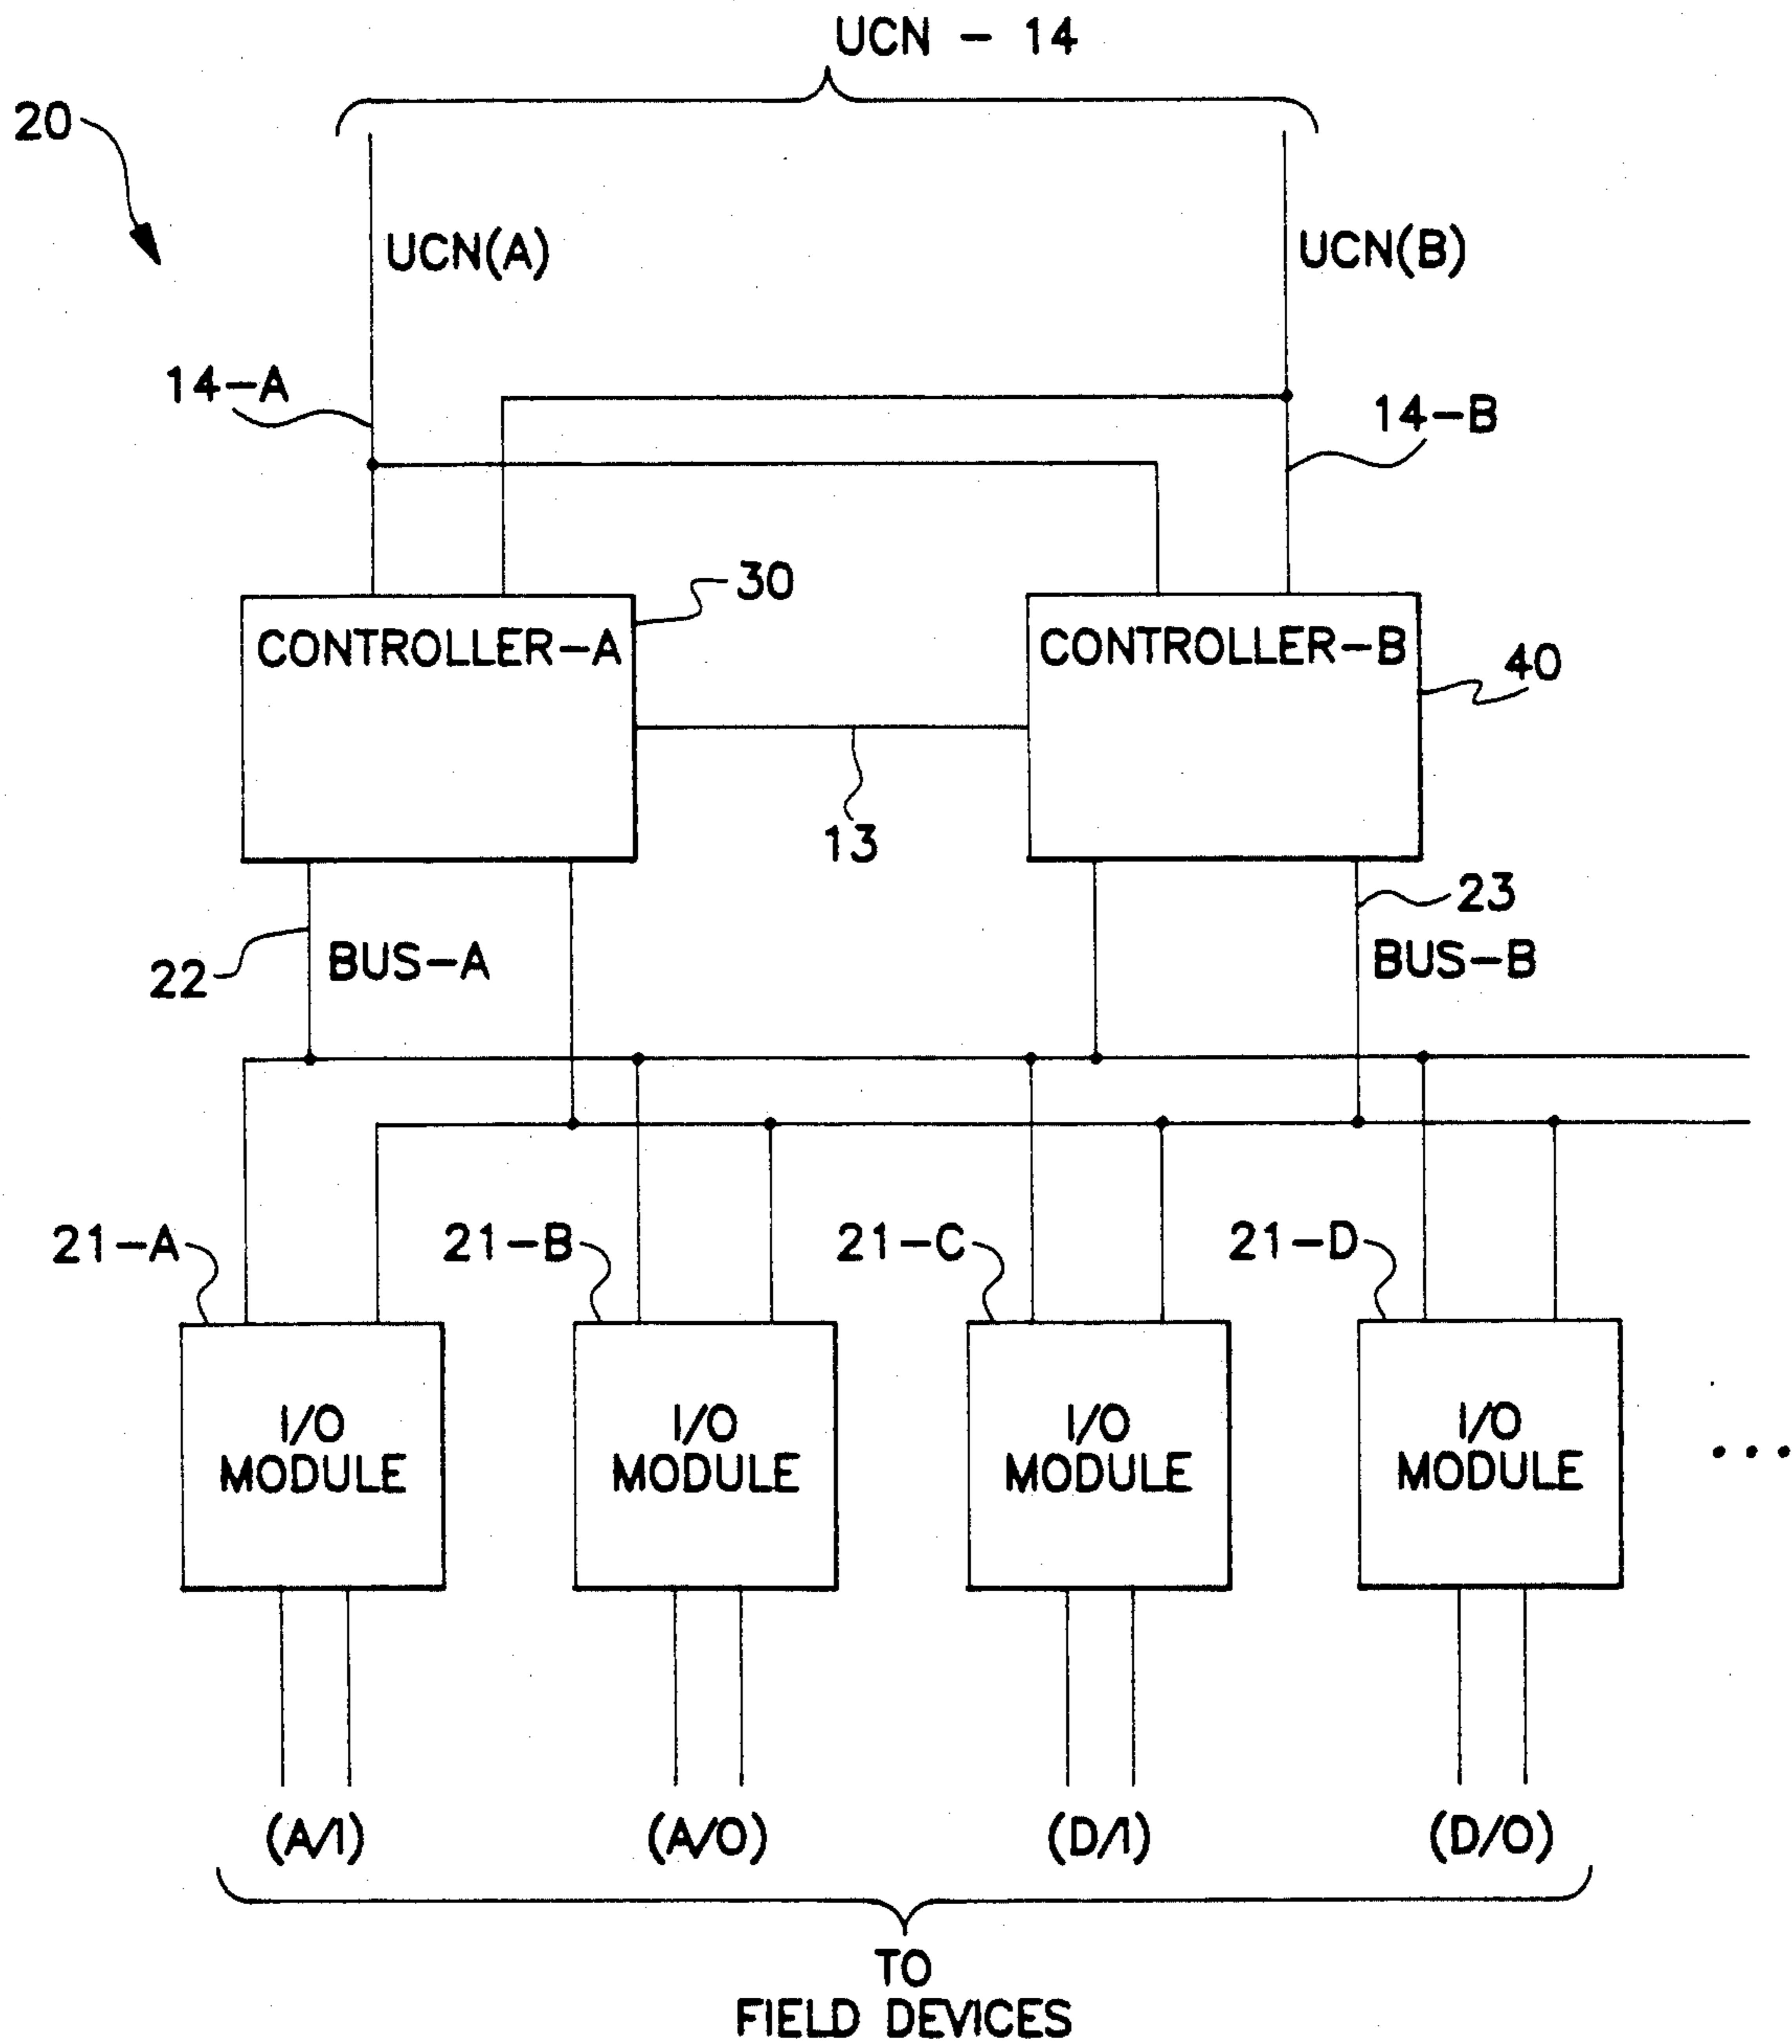 UCN - 14
20
UCN(A)
UCN(B)
14-A
14-B
30
CONTROLLER-A
CONTROLLER-B
40
13
23
22
BUS-A
BUS-B
21-A
21-B
21-C
21-D
I/O
MODULE
I/O
MODULE
I/O
MODULE
I/O
MODULE
...
(A/I)
(A/O)
(D/I)
(D/O)
TO
FIELD DEVICES